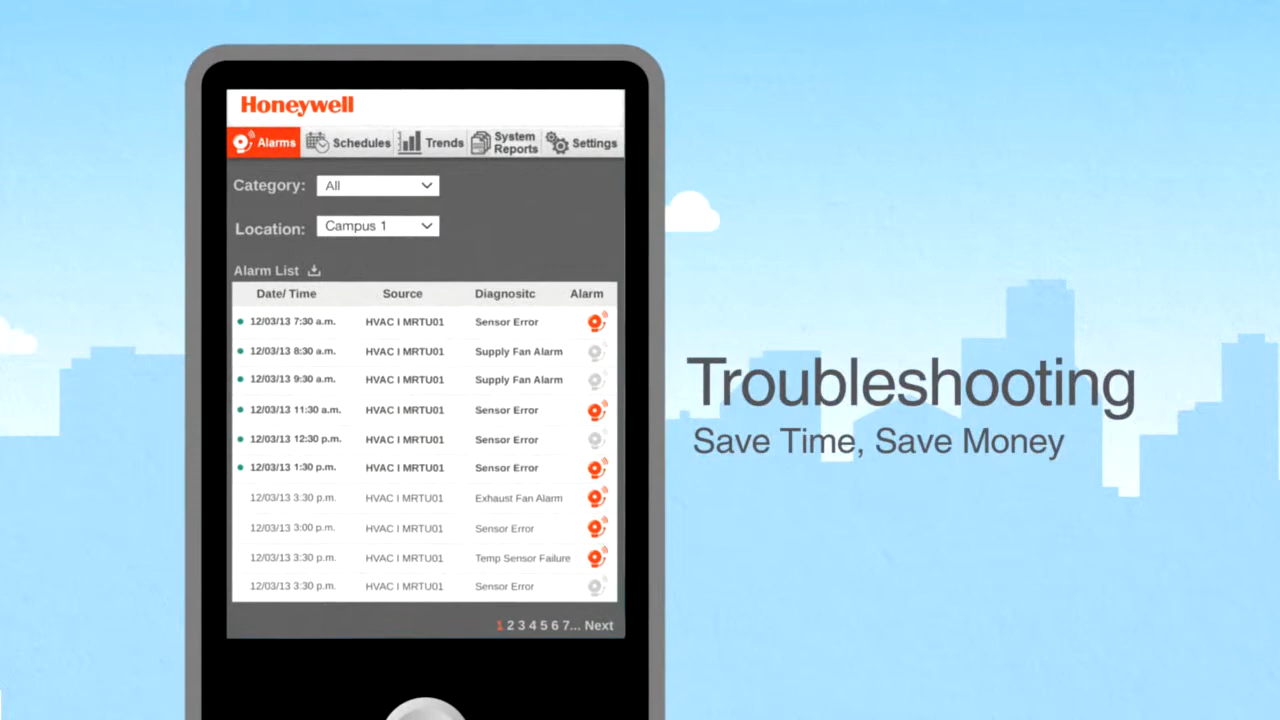 Honeywell
Alarms Schedules Trends System Reports Settings
Category: All
Location: Campus 1
Alarm List
Date/ Time Source Diagnositc Alarm
12/03/13 7:30 a.m. HVAC I MRTU01 Sensor Error
12/03/13 8:30 a.m. HVAC I MRTU01 Supply Fan Alarm
12/03/13 9:30 a.m. HVAC I MRTU01 Supply Fan Alarm
12/03/13 11:30 a.m. HVAC I MRTU01 Sensor Error
12/03/13 12:30 p.m. HVAC I MRTU01 Sensor Error
12/03/13 1:30 p.m. HVAC I MRTU01 Sensor Error
12/03/13 3:30 p.m. HVAC I MRTU01 Exhaust Fan Alarm
12/03/13 3:00 p.m. HVAC I MRTU01 Sensor Error
12/03/13 3:30 p.m. HVAC I MRTU01 Temp Sensor Failure
12/03/13 3:30 p.m. HVAC I MRTU01 Sensor Error
1 2 3 4 5 6 7... Next
Troubleshooting
Save Time, Save Money